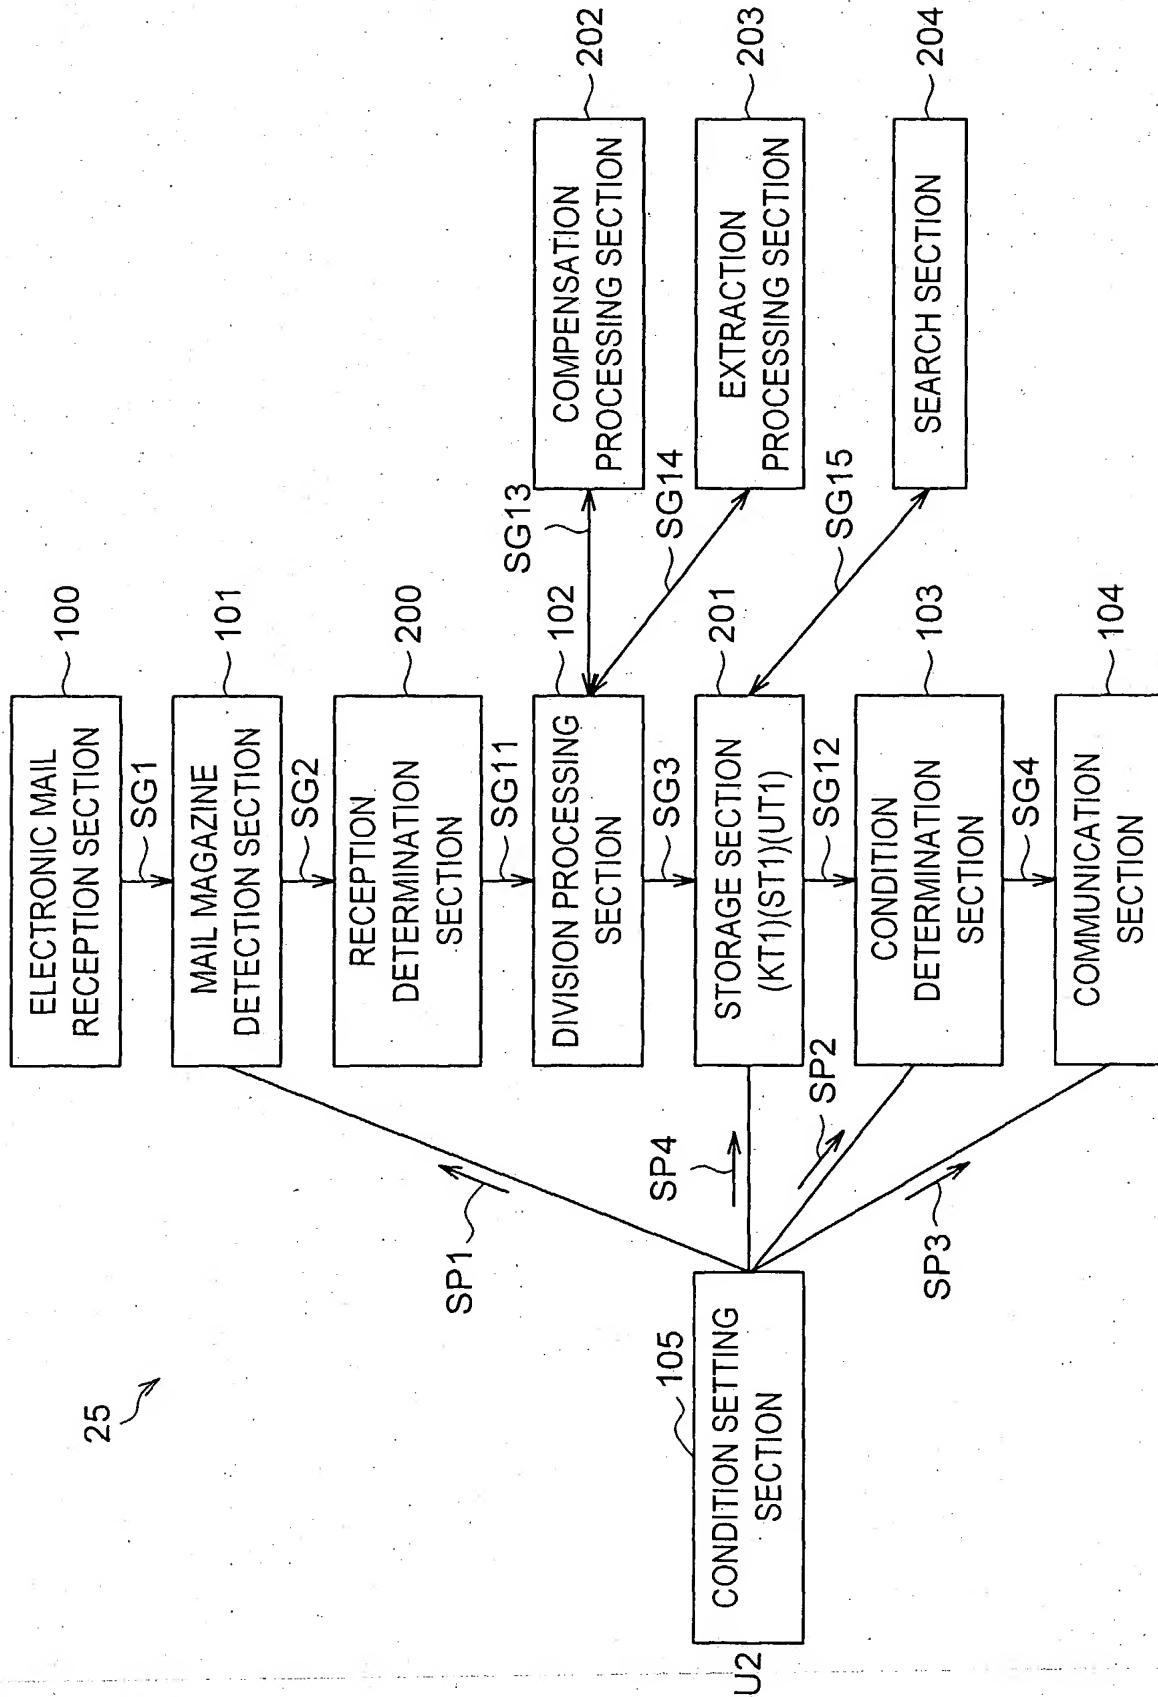 25
ELECTRONIC MAIL
RECEPTION SECTION
100
SG1
MAIL MAGAZINE
DETECTION SECTION
101
SG2
RECEPTION
DETERMINATION
SECTION
200
SG11
DIVISION PROCESSING
SECTION
102
SG3
STORAGE SECTION
(KT1)(ST1)(UT1)
201
SG12
CONDITION
DETERMINATION
SECTION
103
SG4
COMMUNICATION
SECTION
104
SG13
COMPENSATION
PROCESSING SECTION
202
SG14
EXTRACTION
PROCESSING SECTION
203
SG15
SEARCH SECTION
204
SP1
SP4
SP2
SP3
105
CONDITION SETTING
SECTION
U2